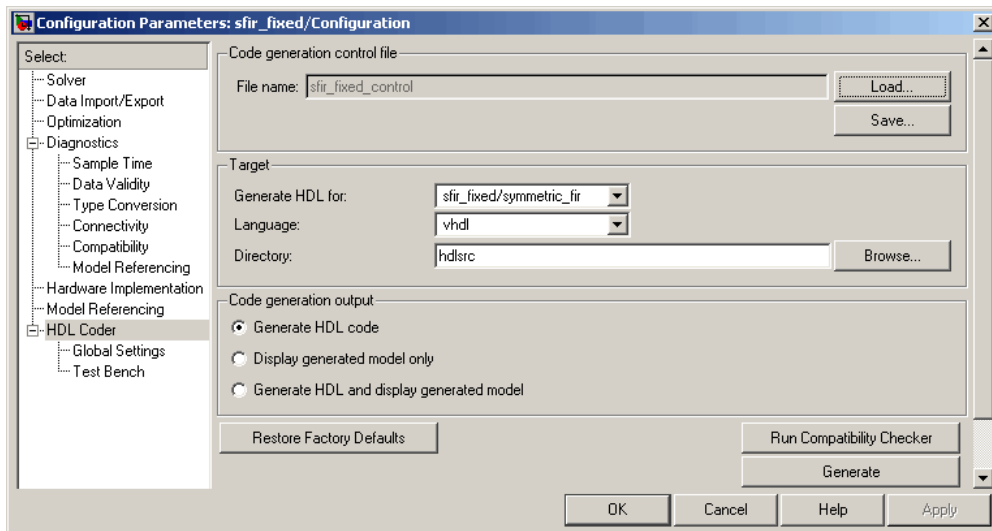 Configuration Parameters: sfir_fixed/Configuration
Select:
Solver
Data Import/Export
Optimization
Diagnostics
Sample Time
Data Validity
Type Conversion
Connectivity
Compatibility
Model Referencing
Hardware Implementation
Model Referencing
HDL Coder
Global Settings
Test Bench
Code generation control file
File name: sfir_fixed_control
Load...
Save...
Target
Generate HDL for: sfir_fixed/symmetric_fir
Language: vhdl
Directory: hdlsrc
Browse...
Code generation output
Generate HDL code
Display generated model only
Generate HDL and display generated model
Restore Factory Defaults
Run Compatibility Checker
Generate
OK
Cancel
Help
Apply